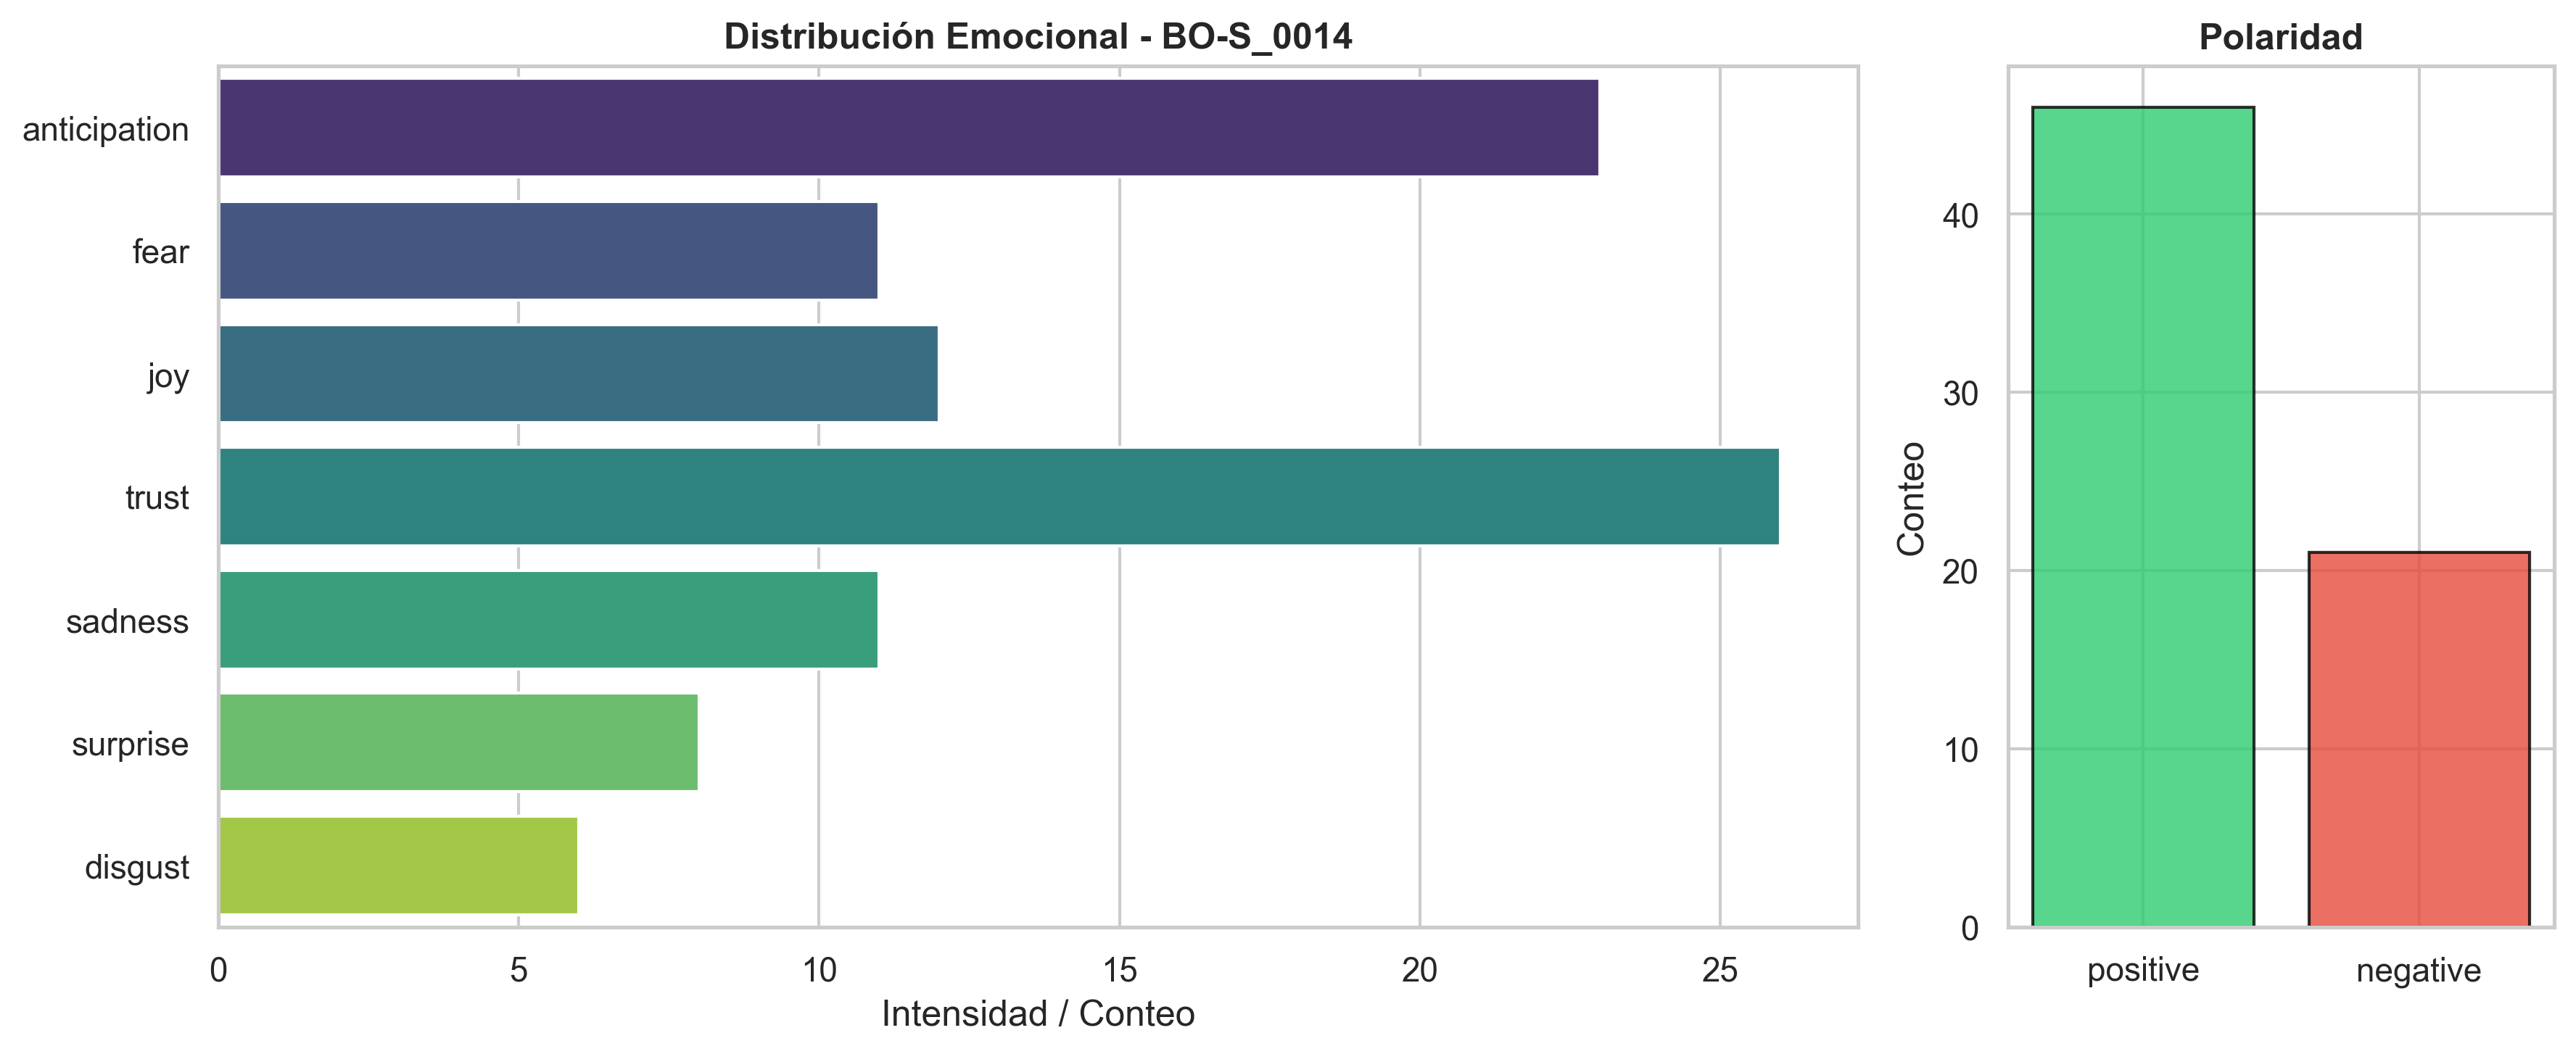 Distribución Emocional - BO-S_0014
anticipation
fear
joy
trust
sadness
surprise
disgust
0 5 10 15 20 25
Intensidad / Conteo
Polaridad
Conteo
40
30
20
10
0
positive negative